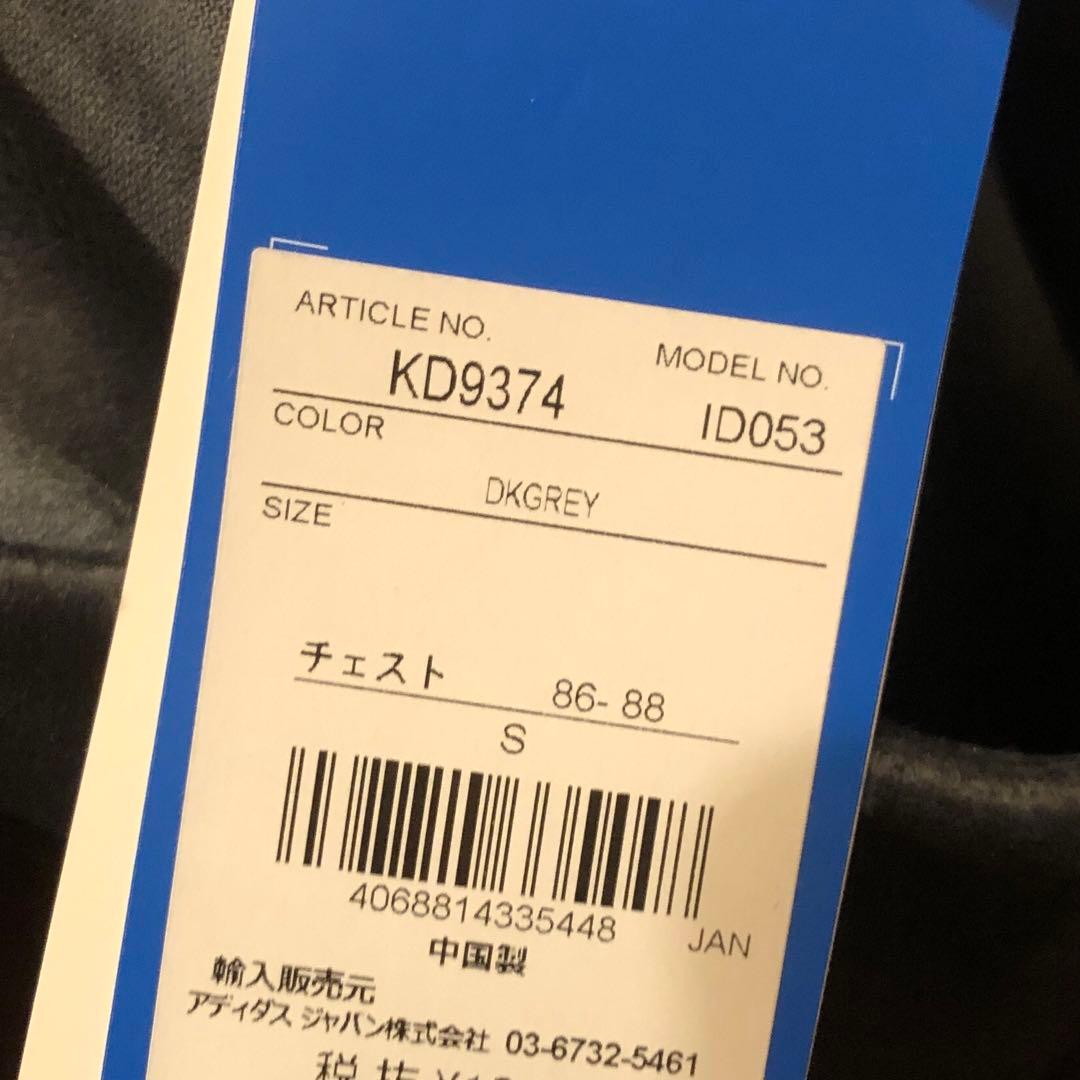 ARTICLE NO.
MODEL NO.
KD9374
ID053
COLOR
DKGREY
SIZE
チェスト 86- 88
S
4068814335448
JAN
中国製
輸入販売元
アディダス ジャパン株式会社 03-6732-5461
税抜